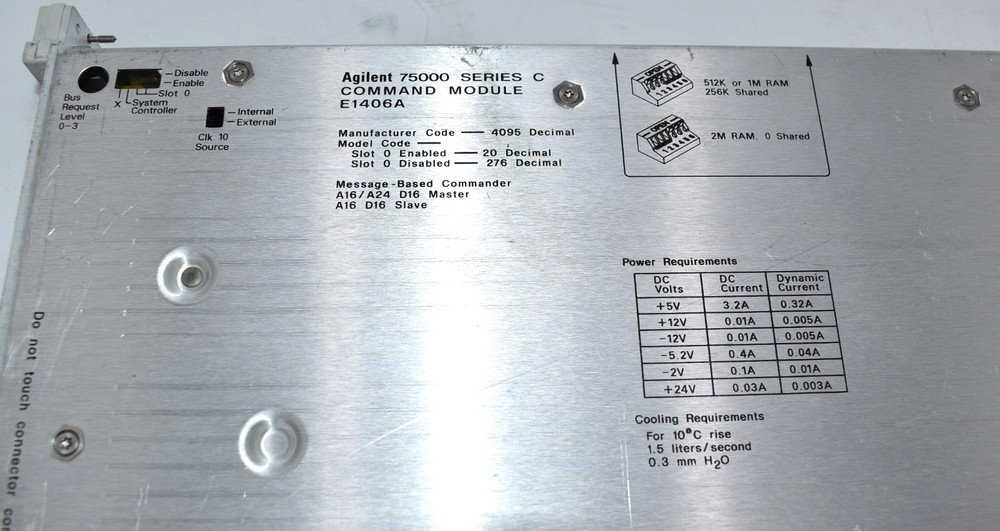 Disable
Enable
Slot 0
X
System
Controller
Bus
Request
Level
0-3
Internal
External
Clk 10
Source
Agilent 75000 SERIES C
COMMAND MODULE
E1406A
Manufacturer Code — 4095 Decimal
Model Code —
Slot 0 Enabled — 20 Decimal
Slot 0 Disabled — 276 Decimal
Message-Based Commander
A16/A24 D16 Master
A16 D16 Slave
OPEN
512K or 1M RAM
256K Shared
OPEN
1 2 3 4 5 6
2M RAM, 0 Shared
Power Requirements
DC Volts DC Current Dynamic Current
+5V 3.2A 0.32A
+12V 0.01A 0.005A
-12V 0.01A 0.005A
-5.2V 0.4A 0.04A
-2V 0.1A 0.01A
+24V 0.03A 0.003A
Cooling Requirements
For 10°C rise
1.5 liters/second
0.3 mm H₂O
Do not touch connector